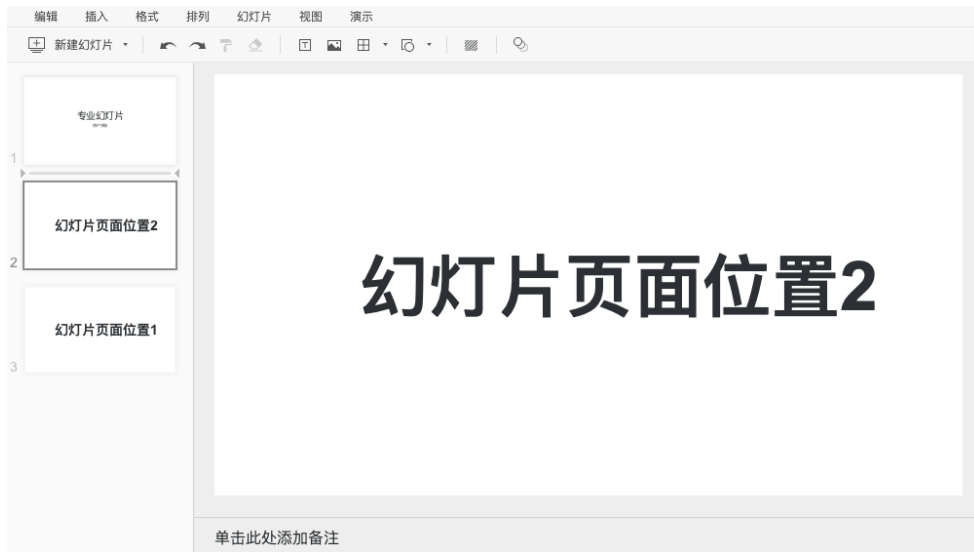 编辑 插入 格式 排列 幻灯片 视图 演示
新建幻灯片
专业幻灯片
1
幻灯片页面位置2
2
幻灯片页面位置1
3
幻灯片页面位置2
单击此处添加备注